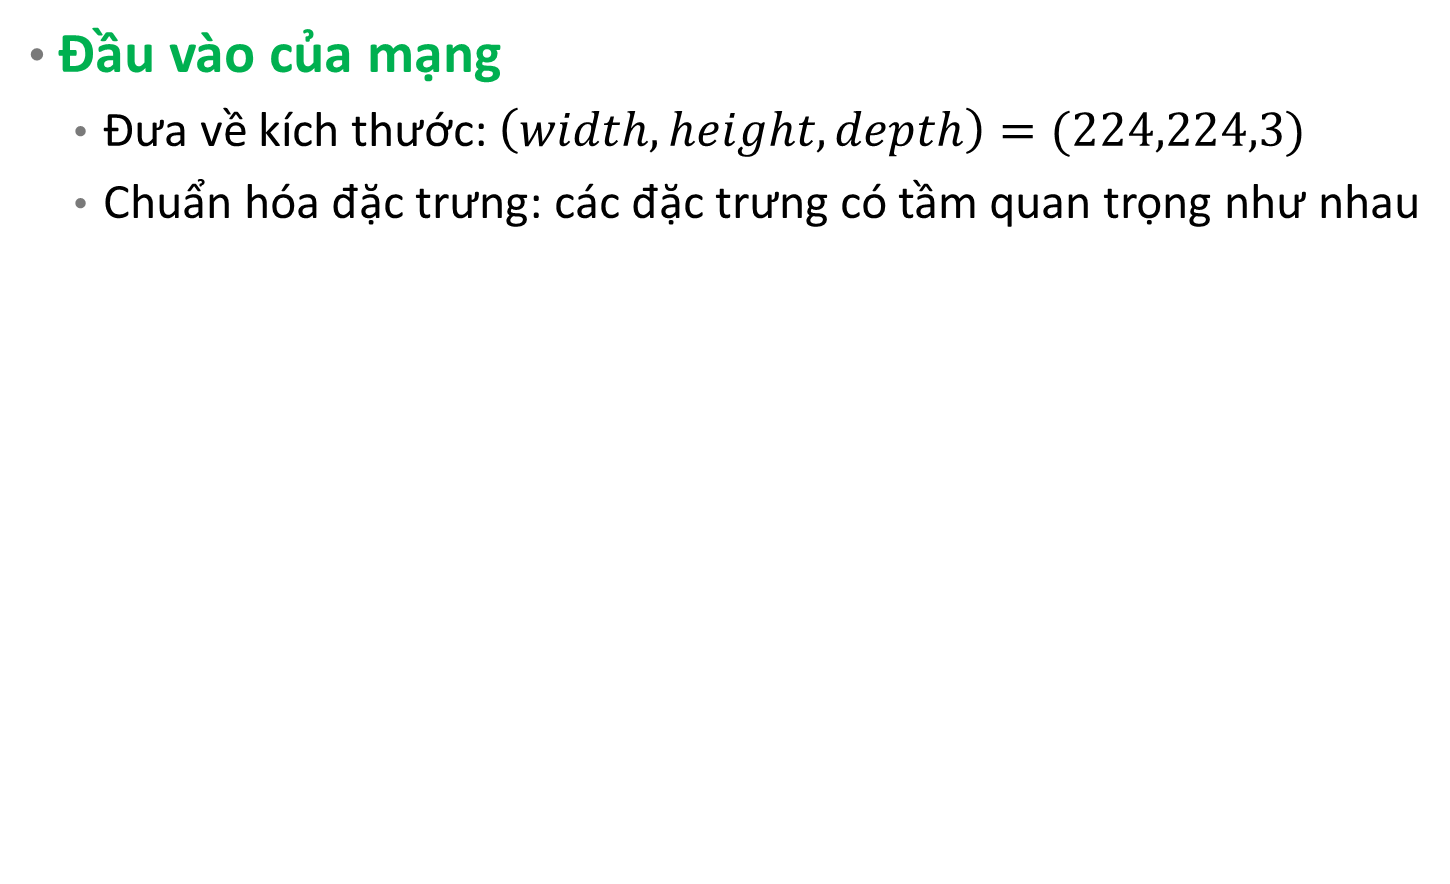 • Đầu vào của mạng
• Đưa về kích thước: (width, height, depth) = (224,224,3)
• Chuẩn hóa đặc trưng: các đặc trưng có tầm quan trọng như nhau